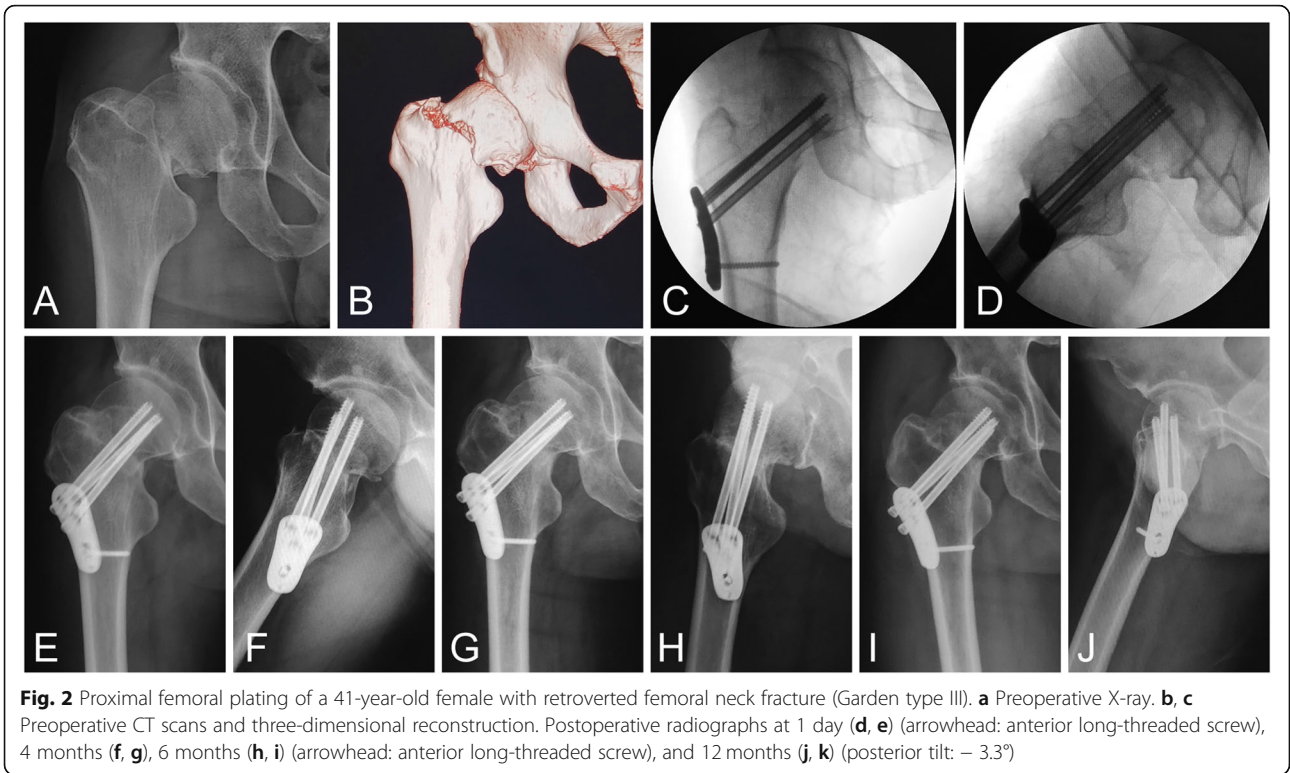 A
B
C
D
E
F
G
H
I
J
Fig. 2 Proximal femoral plating of a 41-year-old female with retroverted femoral neck fracture (Garden type III). a Preoperative X-ray. b, c
Preoperative CT scans and three-dimensional reconstruction. Postoperative radiographs at 1 day (d, e) (arrowhead: anterior long-threaded screw),
4 months (f, g), 6 months (h, i) (arrowhead: anterior long-threaded screw), and 12 months (j, k) (posterior tilt: − 3.3°)